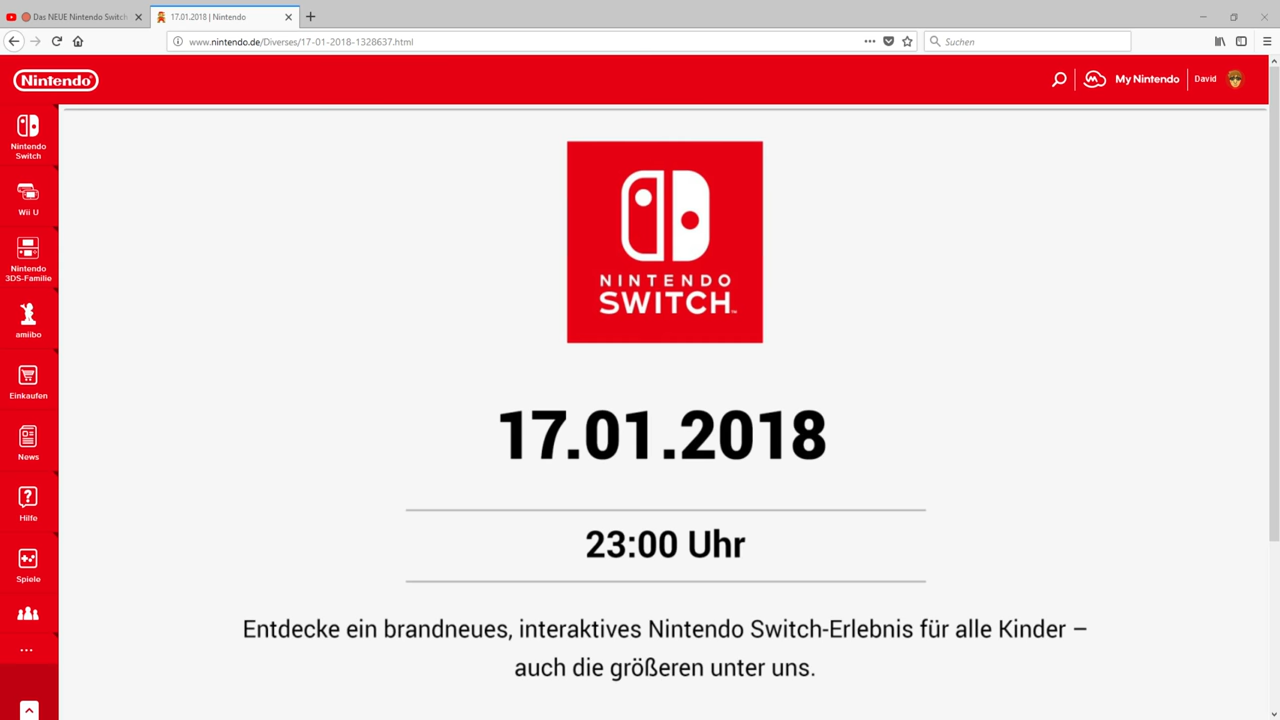 Das NEUE Nintendo Switch
17.01.2018 | Nintendo
www.nintendo.de/Diverses/17-01-2018-1328637.html
Suchen
Nintendo
My Nintendo
David
Nintendo
Switch
Wii U
Nintendo
3DS-Familie
amiibo
Einkaufen
News
Hilfe
Spiele
NINTENDO
SWITCH
TM
17.01.2018
23:00 Uhr
Entdecke ein brandneues, interaktives Nintendo Switch-Erlebnis für alle Kinder –
auch die größeren unter uns.